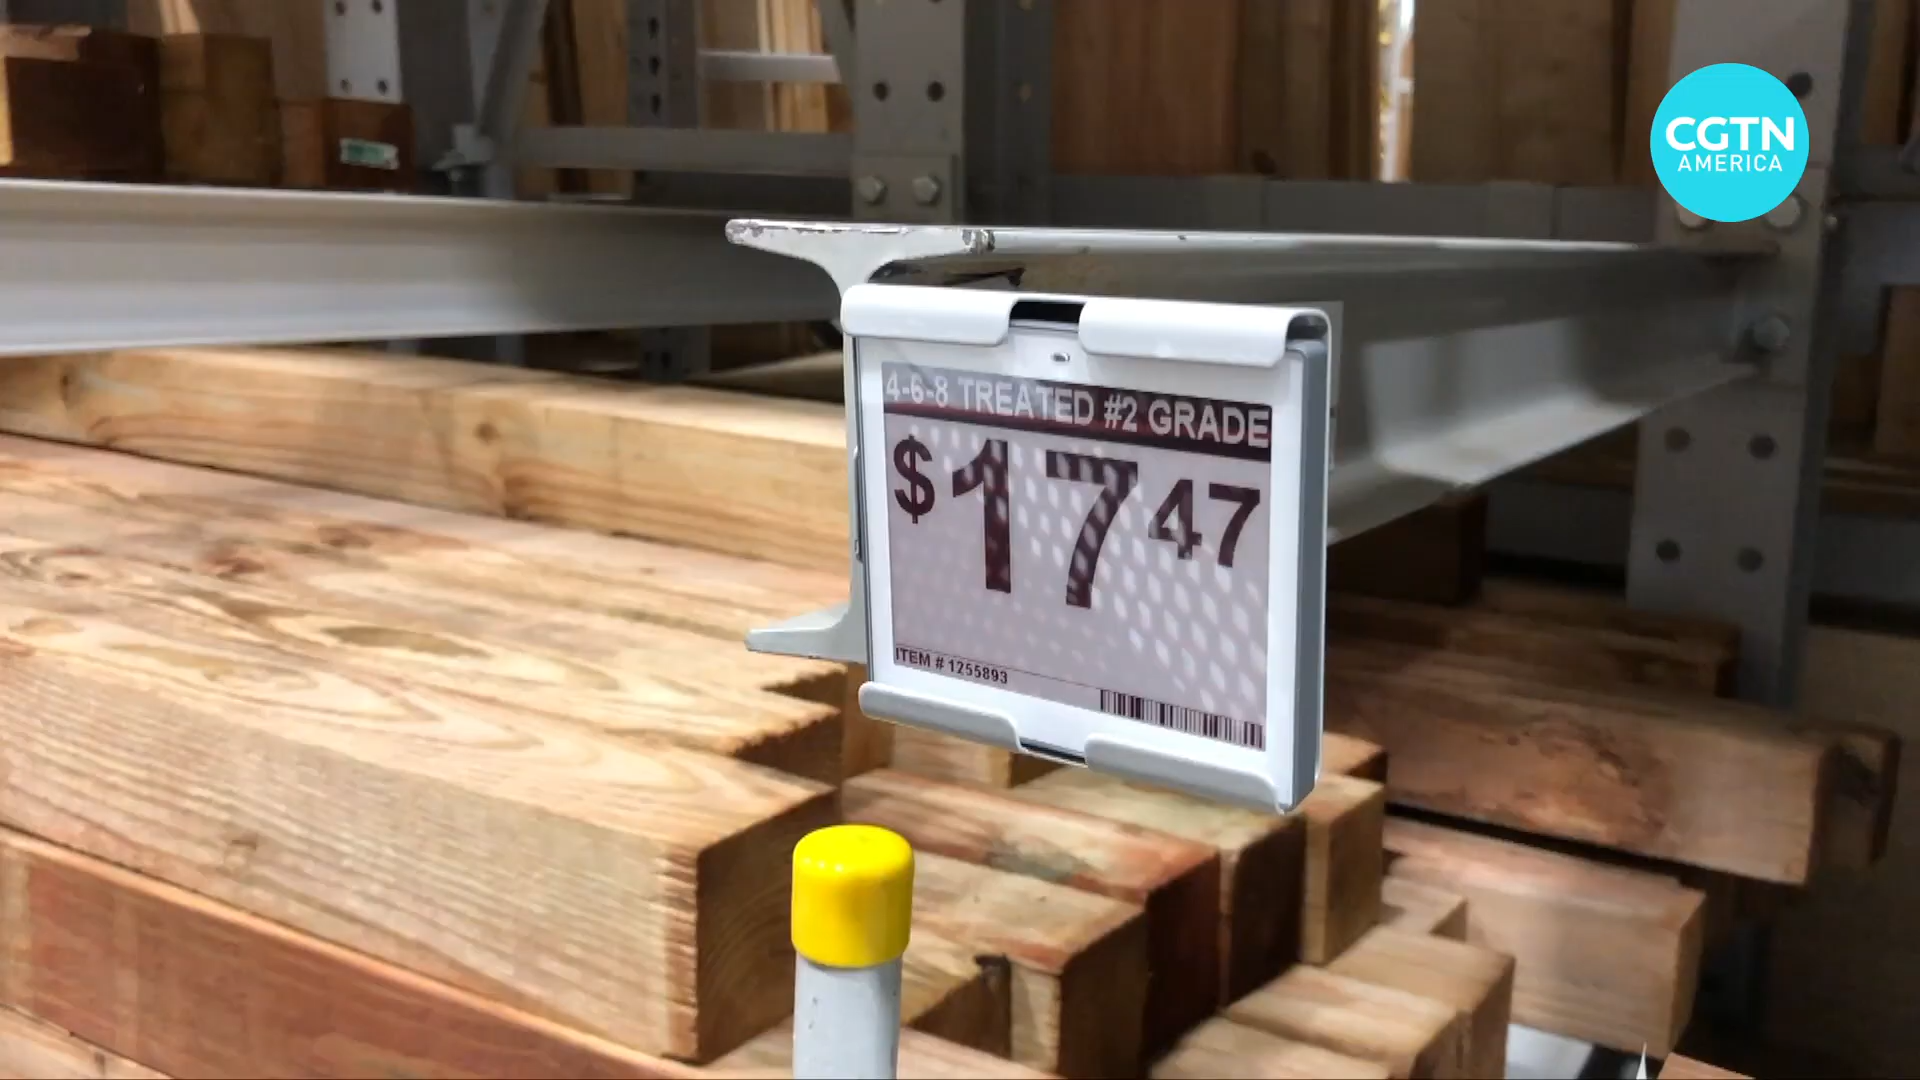 CGTN
AMERICA
4-6-8 TREATED #2 GRADE
$17 47
ITEM # 1255893